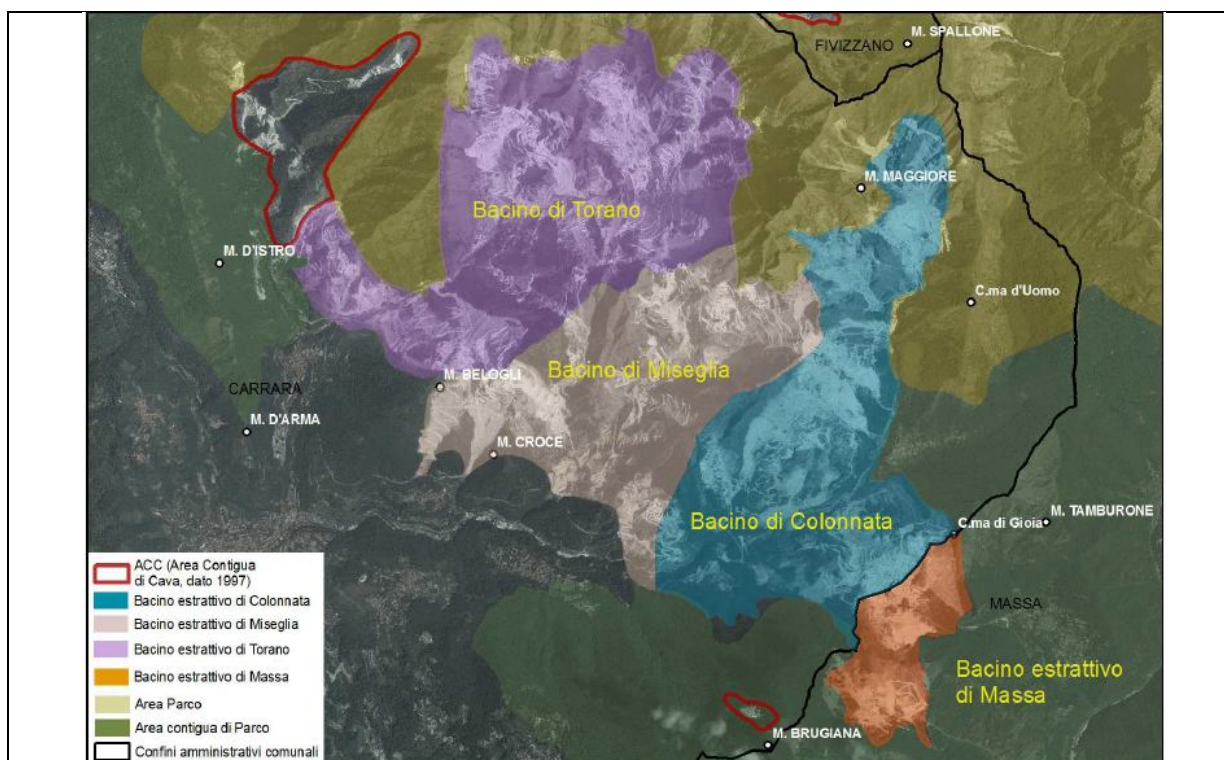 M. SPALLONE
FIVIZZANO
M. MAGGIORE
Bacino di Torano
M. D'ISTRO
C.ma d'Uomo
Bacino di Miseglia
M. BELOGLI
CARRARA
M. D'ARMA
M. CROCE
Bacino di Colonnata
C.ma di Gioia
M. TAMBURONE
MASSA
Bacino estrattivo
di Massa
M. BRUGIANA
ACC (Area Contigua
di Cava, dato 1997)
Bacino estrattivo di Colonnata
Bacino estrattivo di Miseglia
Bacino estrattivo di Torano
Bacino estrattivo di Massa
Area Parco
Area contigua di Parco
Confini amministrativi comunali